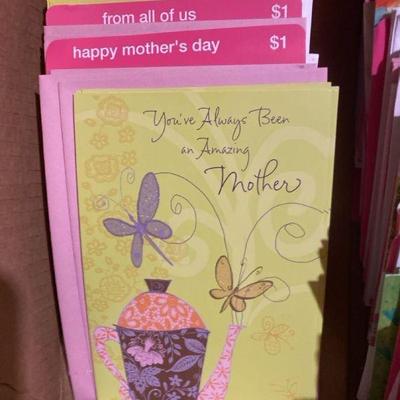 from all of us $1
happy mother's day $1
You've Always Been
an Amazing
Mother